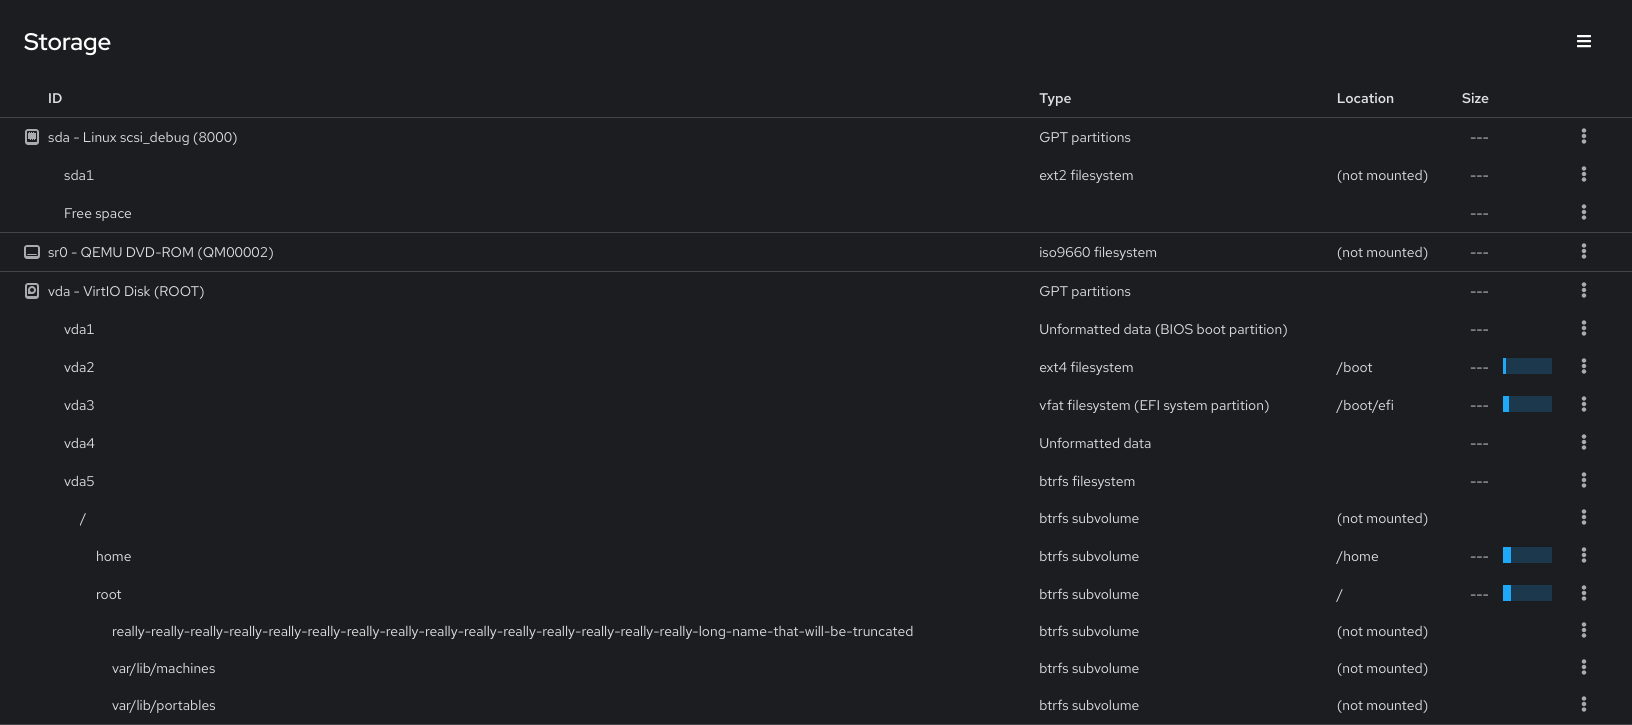 Storage
ID Type Location Size
sda - Linux scsi_debug (8000) GPT partitions ---
sda1 ext2 filesystem (not mounted) ---
Free space ---
sr0 - QEMU DVD-ROM (QM00002) iso9660 filesystem (not mounted) ---
vda - VirtIO Disk (ROOT) GPT partitions ---
vda1 Unformatted data (BIOS boot partition) ---
vda2 ext4 filesystem /boot ---
vda3 vfat filesystem (EFI system partition) /boot/efi ---
vda4 Unformatted data ---
vda5 btrfs filesystem ---
/ btrfs subvolume (not mounted)
home btrfs subvolume /home ---
root btrfs subvolume / ---
really-really-really-really-really-really-really-really-really-really-really-really-really-really-really-long-name-that-will-be-truncated btrfs subvolume (not mounted)
var/lib/machines btrfs subvolume (not mounted)
var/lib/portables btrfs subvolume (not mounted)